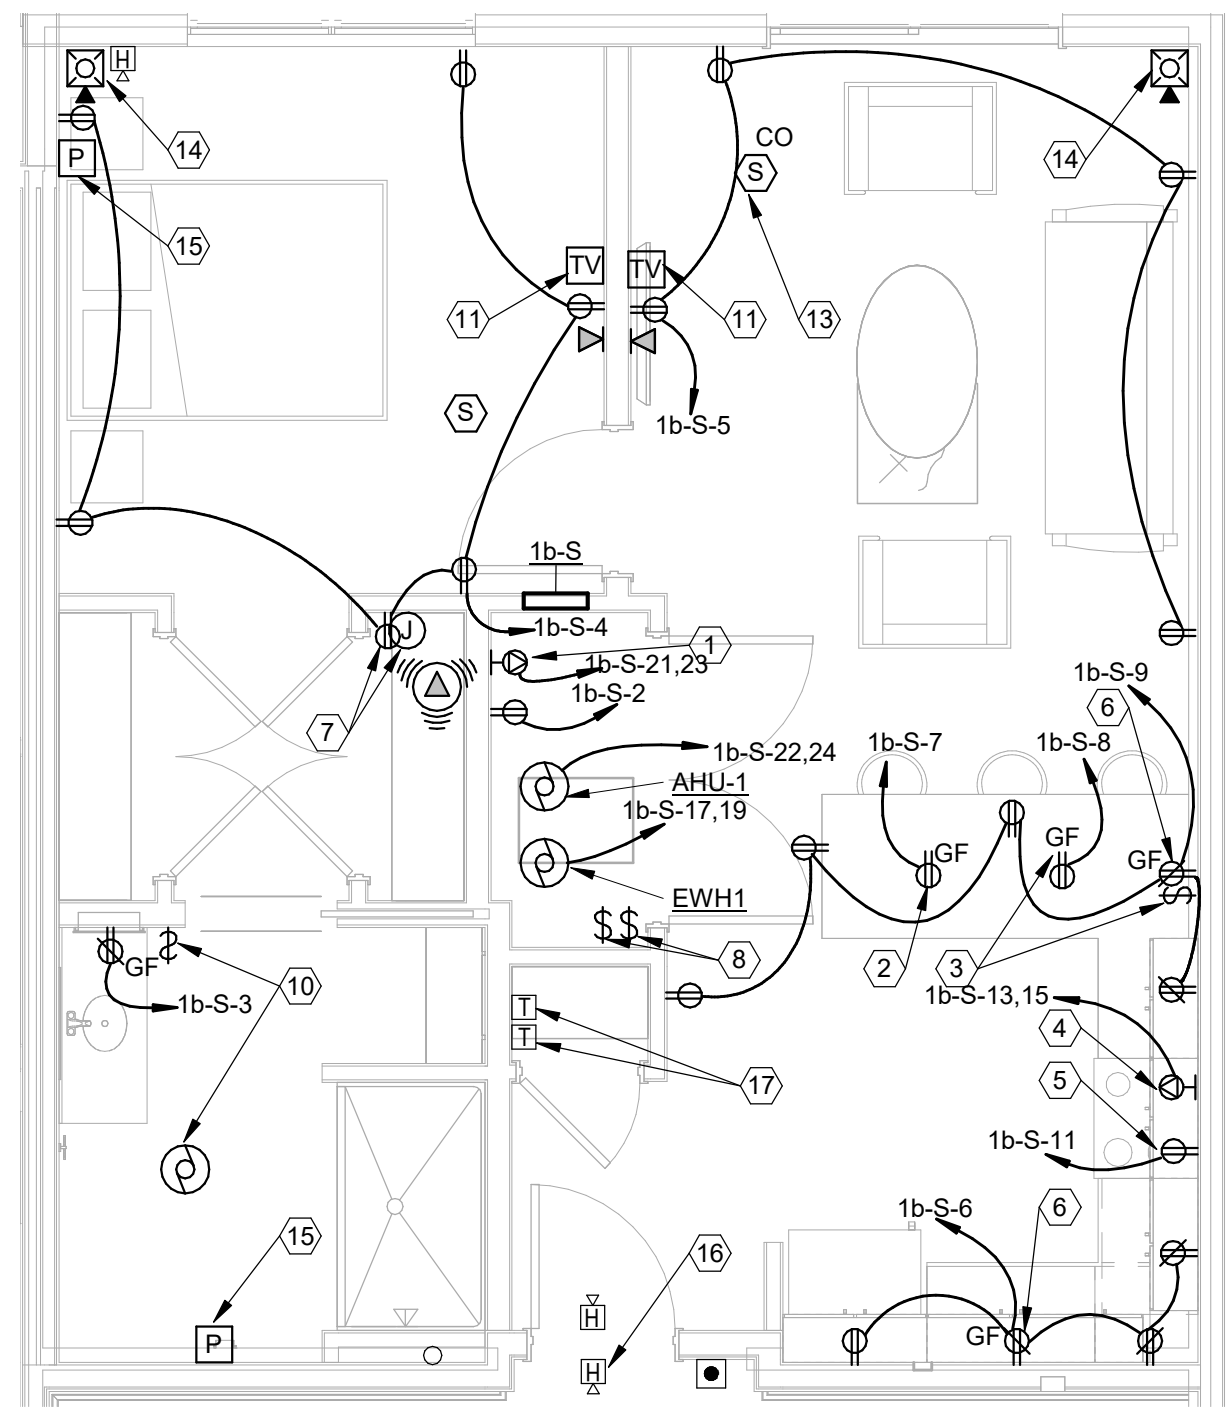 H
14
P
15
CO
S
14
TV
TV
11
11
13
S
1b-S-5
1b-S
J
1b-S-4
1
1b-S-21,23
1b-S-2
7
1b-S-9
6
1b-S-22,24
1b-S-7
1b-S-8
AHU-1
1b-S-17,19
GF
GF
GF
EWH1
$$
8
2
3
GF
10
1b-S-3
T
T
17
1b-S-13,15
4
5
1b-S-11
1b-S-6
6
15
16
P
H
H
GF